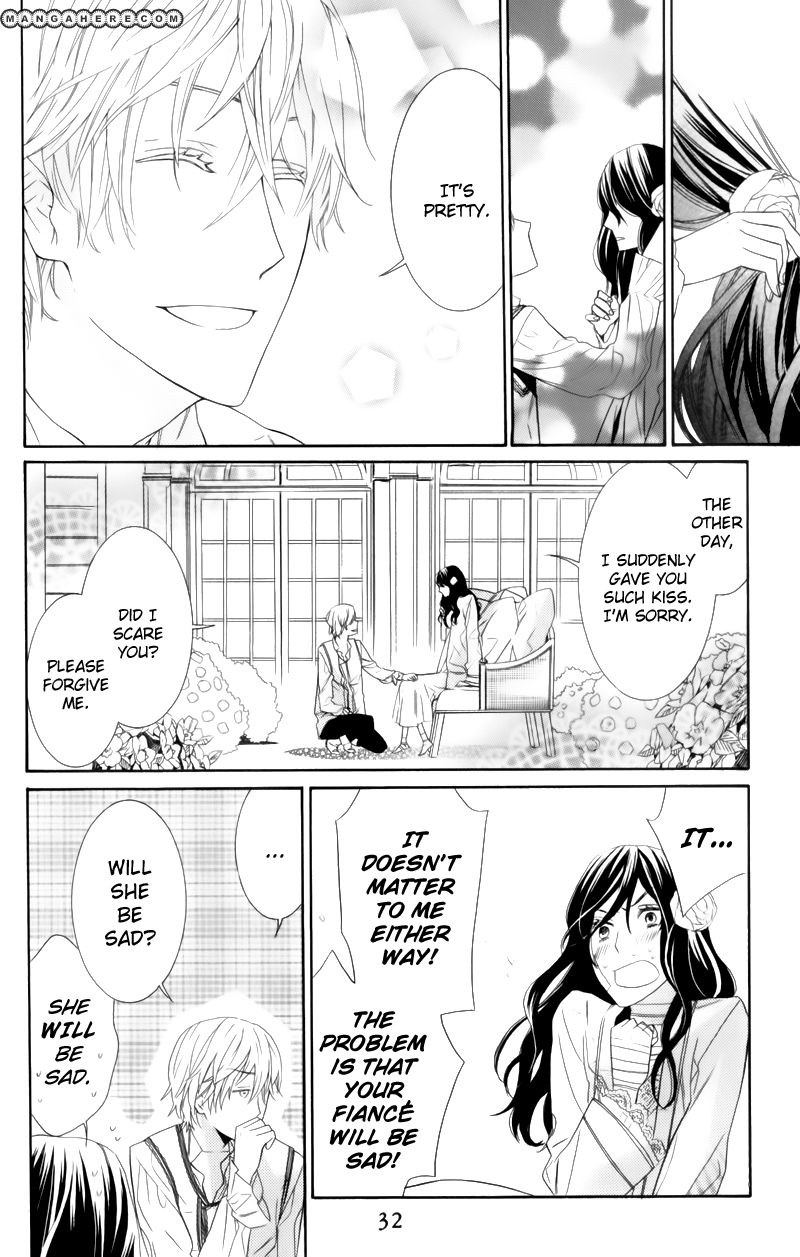 MANGAHERE.COM
IT'S
PRETTY.
THE
OTHER
DAY,
I SUDDENLY
GAVE YOU
SUCH KISS.
I'M SORRY.
DID I
SCARE
YOU?
PLEASE
FORGIVE
ME.
IT...
IT
DOESN'T
MATTER
TO ME
EITHER
WAY!
THE
PROBLEM
IS THAT
YOUR
FIANCÉ
WILL BE
SAD!
...
WILL
SHE
BE
SAD?
SHE
WILL
BE
SAD.
32